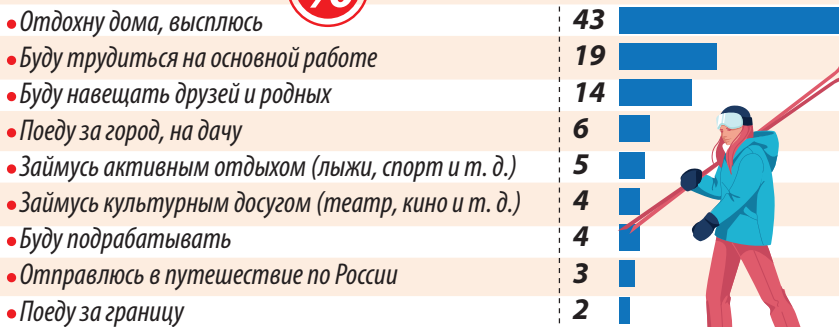 %
• Отдохну дома, высплюсь 43
• Буду трудиться на основной работе 19
• Буду навещать друзей и родных 14
• Поеду за город, на дачу 6
• Займусь активным отдыхом (лыжи, спорт и т. д.) 5
• Займусь культурным досугом (театр, кино и т. д.) 4
• Буду подрабатывать 4
• Отправлюсь в путешествие по России 3
• Поеду за границу 2